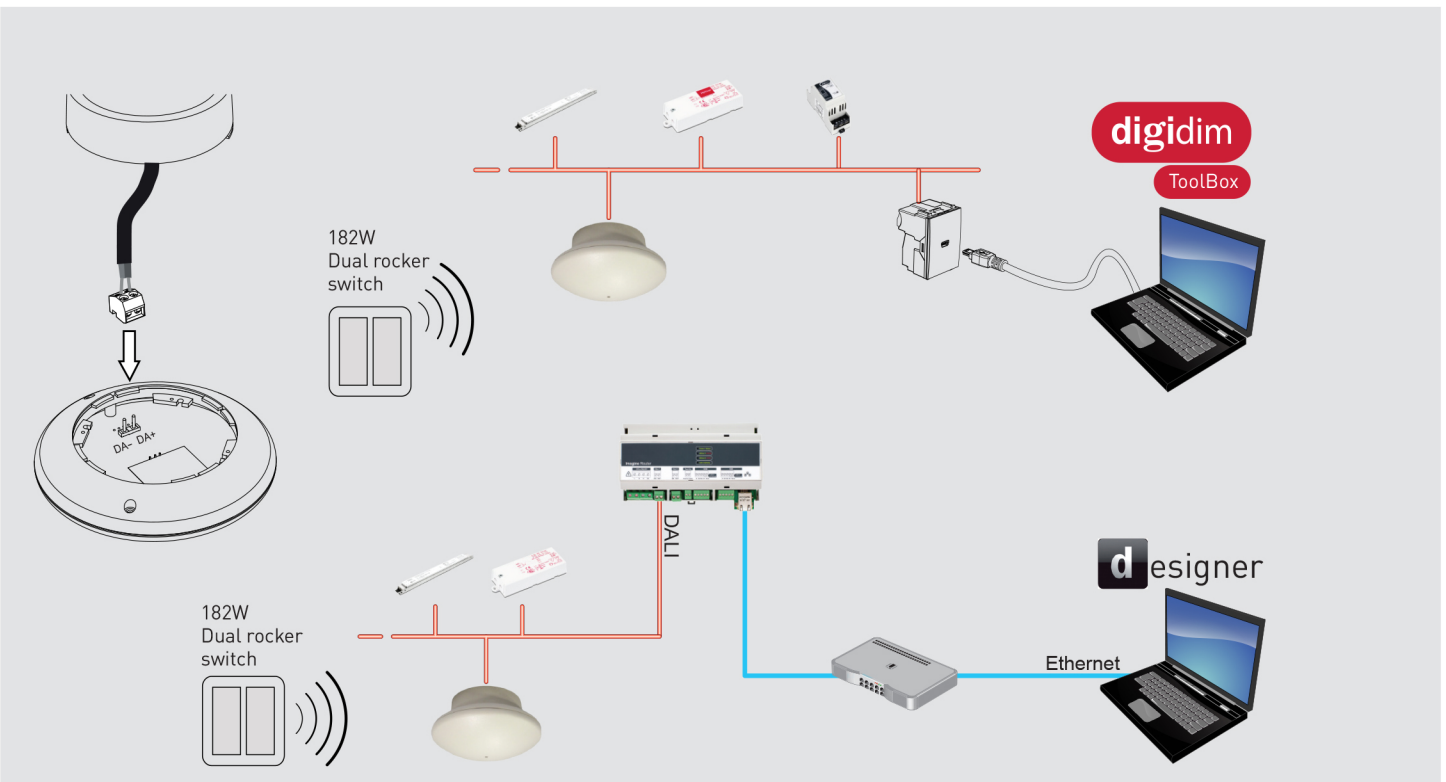 digidim
ToolBox
182W
Dual rocker
switch
DA- DA+
DALI
designer
182W
Dual rocker
switch
Ethernet